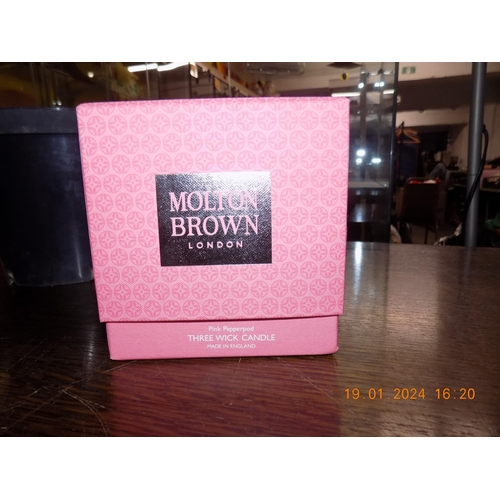 MOLTON
BROWN
LONDON
Pink Pepperpod
THREE WICK CANDLE
MADE IN ENGLAND
19.01.2024 16:20